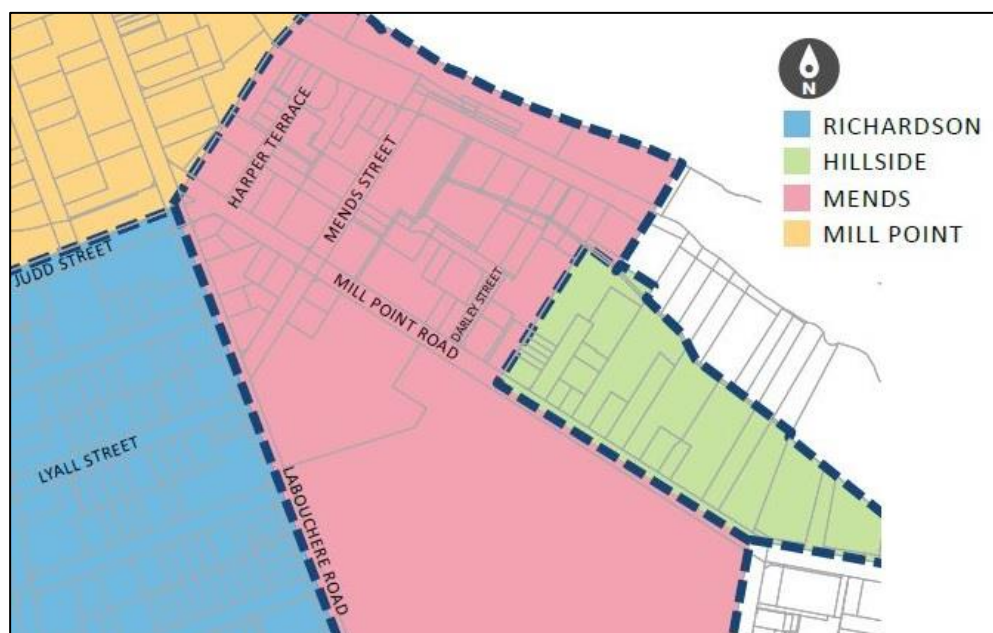 N
RICHARDSON
HILLSIDE
MENDS
MILL POINT
HARPER TERRACE
MENDS STREET
JUDD STREET
MILL POINT ROAD
DARLEY STREET
LYALL STREET
LABOUCHERE ROAD